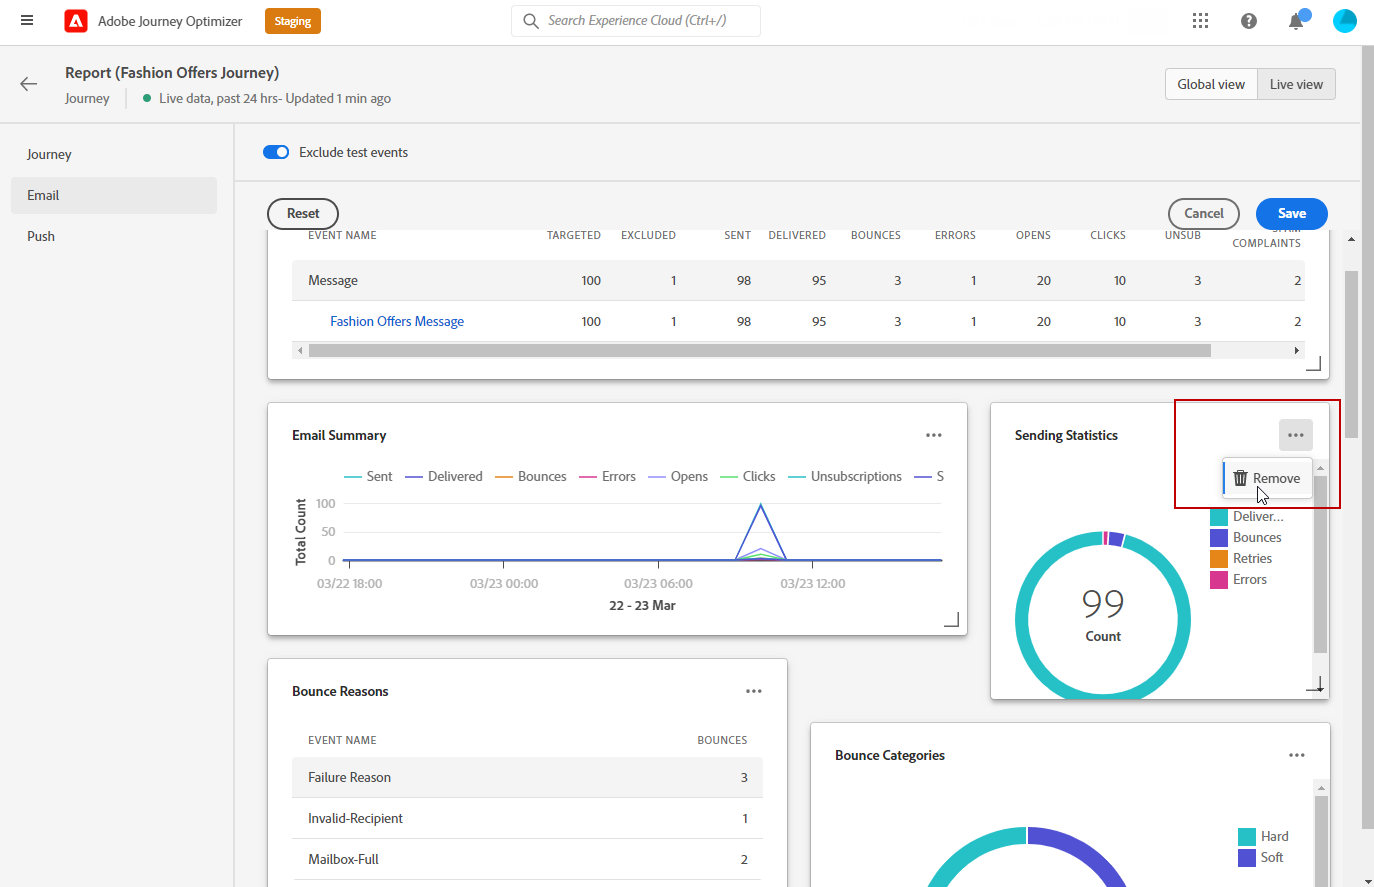 Adobe Journey Optimizer
Staging
Search Experience Cloud (Ctrl+/)
Report (Fashion Offers Journey)
Journey
Live data, past 24 hrs- Updated 1 min ago
Global view
Live view
Journey
Email
Push
Exclude test events
Reset
Cancel
Save
EVENT NAME TARGETED EXCLUDED SENT DELIVERED BOUNCES ERRORS OPENS CLICKS UNSUB SPAM COMPLAINTS
Message 100 1 98 95 3 1 20 10 3 2
Fashion Offers Message 100 1 98 95 3 1 20 10 3 2
Email Summary
Sent Delivered Bounces Errors Opens Clicks Unsubscriptions S
Total Count
100
50
0
03/22 18:00 03/23 00:00 03/23 06:00 03/23 12:00
22 - 23 Mar
Sending Statistics
Remove
Deliver...
Bounces
Retries
Errors
99
Count
Bounce Reasons
EVENT NAME BOUNCES
Failure Reason 3
Invalid-Recipient 1
Mailbox-Full 2
Bounce Categories
Hard
Soft